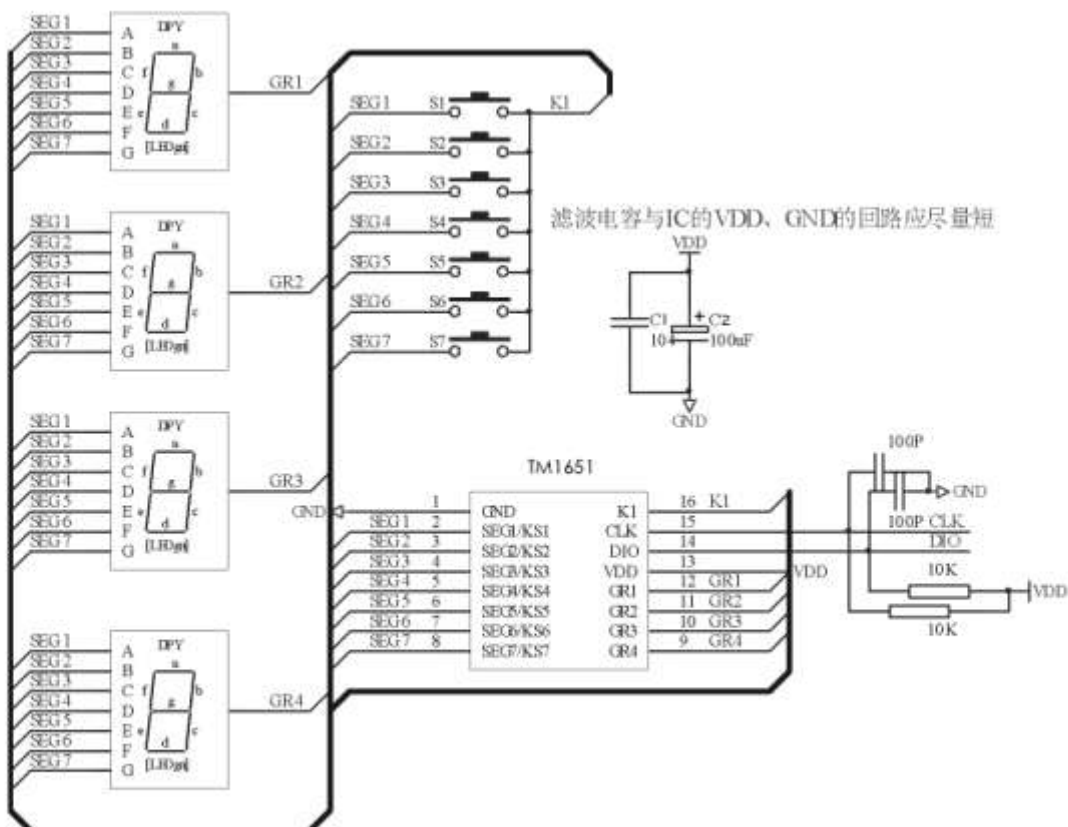 SEG1 A DPY
SEG2 B a
SEG3 C f b
SEG4 D g GR1
SEG5 E e c
SEG6 F d
SEG7 G [LEDgn]
SEG1 A DPY
SEG2 B a
SEG3 C f b
SEG4 D g GR2
SEG5 E e c
SEG6 F d
SEG7 G [LEDgn]
SEG1 A DPY
SEG2 B a
SEG3 C f b
SEG4 D g GR3
SEG5 E e c
SEG6 F d
SEG7 G [LEDgn]
SEG1 A DPY
SEG2 B a
SEG3 C f b
SEG4 D g GR4
SEG5 E e c
SEG6 F d
SEG7 G [LEDgn]
SEG1 S1 K1
SEG2 S2
SEG3 S3
SEG4 S4
SEG5 S5
SEG6 S6
SEG7 S7
滤波电容与IC的VDD、GND的回路应尽量短
VDD
C1 + C2
104 100uF
GND
TM1651
GND 1 GND K1 16 K1
SEG1 2 SEG1/KS1 CLK 15
SEG2 3 SEG2/KS2 DIO 14
SEG3 4 SEG3/KS3 VDD 13 VDD
SEG4 5 SEG4/KS4 GR1 12 GR1
SEG5 6 SEG5/KS5 GR2 11 GR2
SEG6 7 SEG6/KS6 GR3 10 GR3
SEG7 8 SEG7/KS7 GR4 9 GR4
100P
GND
100P CLK
DIO
10K
VDD
10K